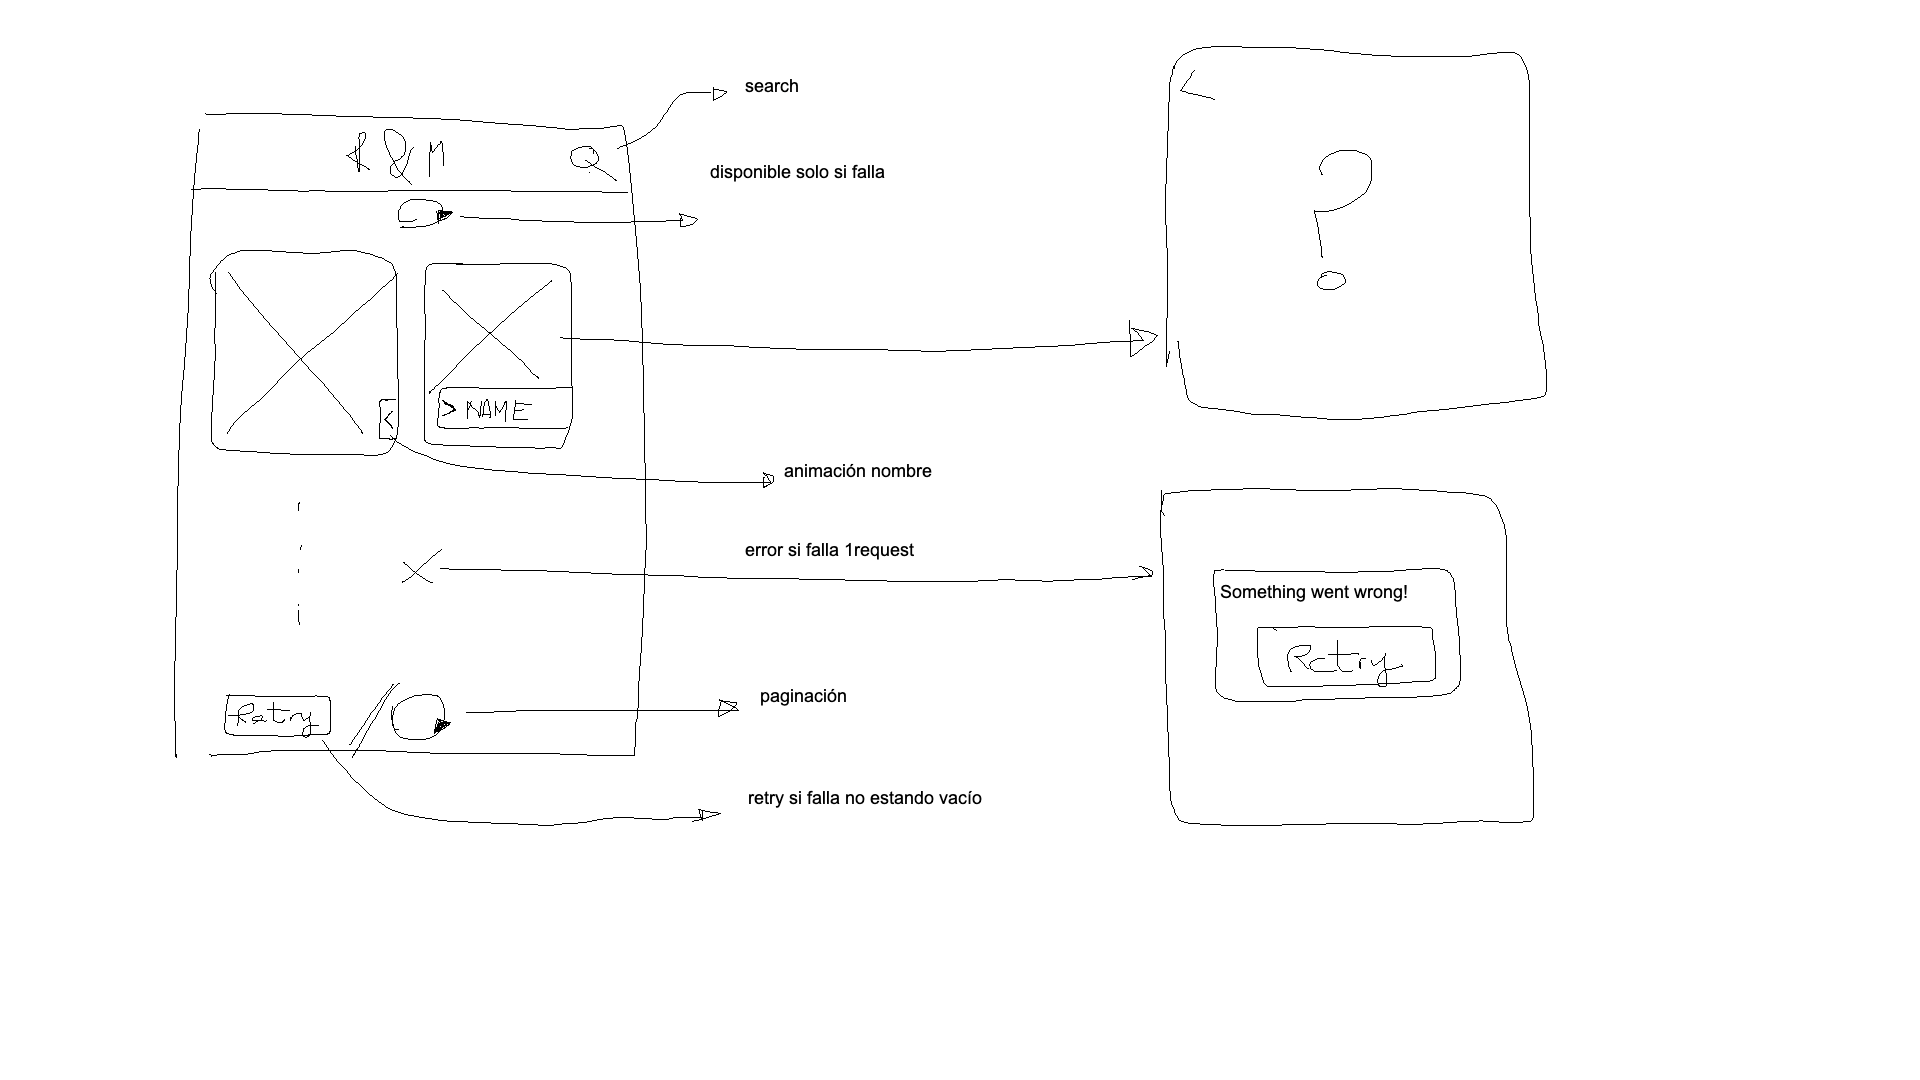 search
R & M
disponible solo si falla
?
> NAME
<
animación nombre
error si falla 1request
Something went wrong!
Retry
paginación
Retry /
retry si falla no estando vacío